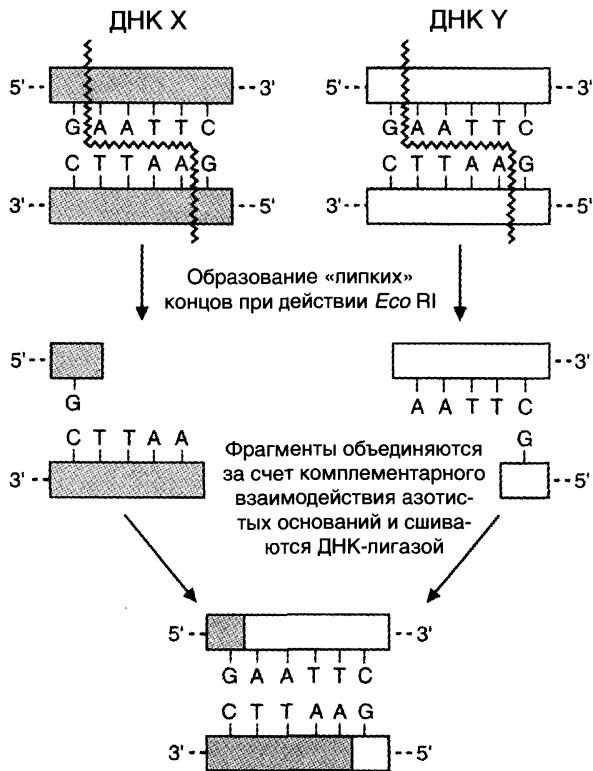 ДНК X ДНК Y
5'-- --3' 5'-- --3'
G A A T T C G A A T T C
C T T A A G C T T A A G
3'-- --5' 3'-- --5'
Образование «липких»
концов при действии Eco RI
5'-- --3'
G A A T T C
C T T A A G
Фрагменты объединяются
3'-- за счет комплементарного --5'
взаимодействия азотис-
тых оснований и сшива-
ются ДНК-лигазой
5'-- --3'
G A A T T C
C T T A A G
3'-- --5'